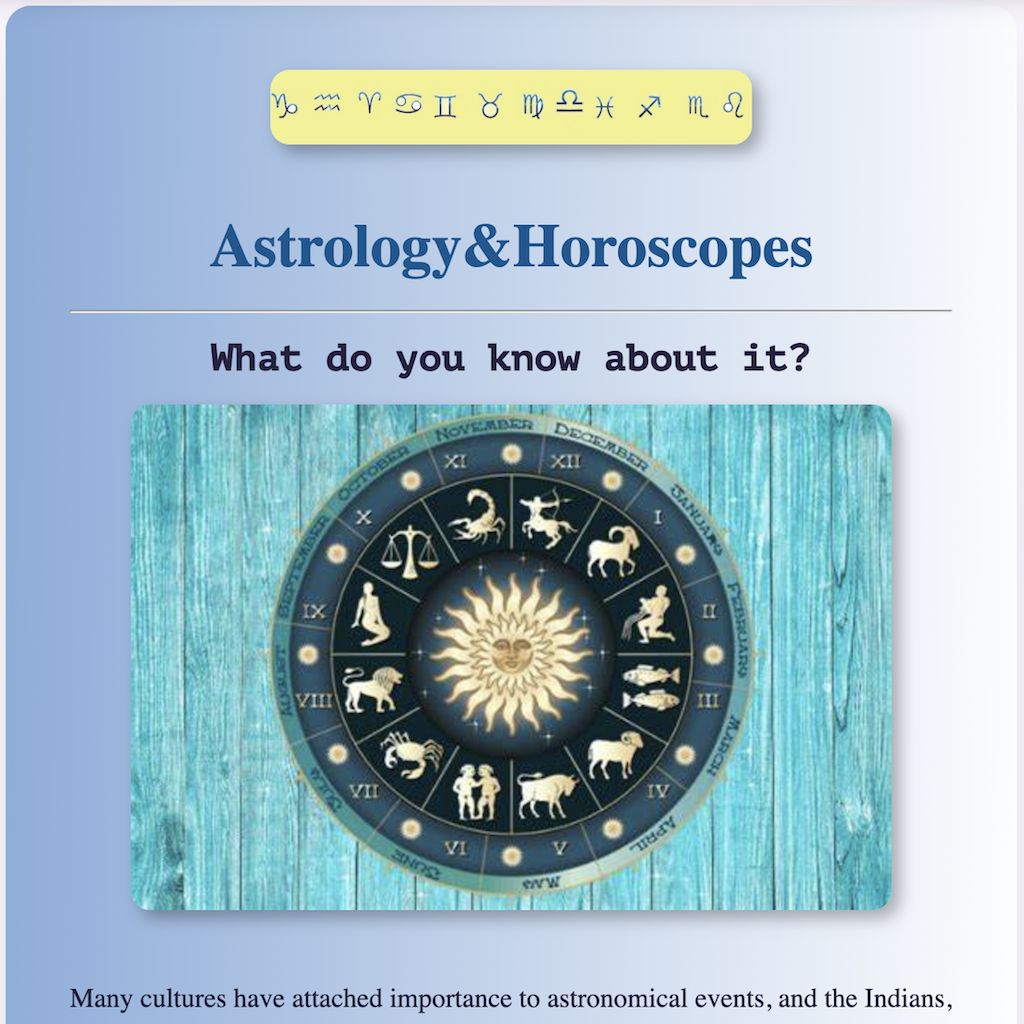 ♑ ♒ ♈ ♋ ♊ ♉ ♍ ♎ ♓ ♐ ♏ ♌
Astrology&Horoscopes
What do you know about it?
NOVEMBER
DECEMBER
OCTOBER
XI
XII
JANUARY
X
I
SEPTEMBER
FEBRUARY
IX
II
AUGUST
VIII
III
MARCH
JULY
VII
IV
APRIL
JUNE
VI
V
MAY
Many cultures have attached importance to astronomical events, and the Indians,